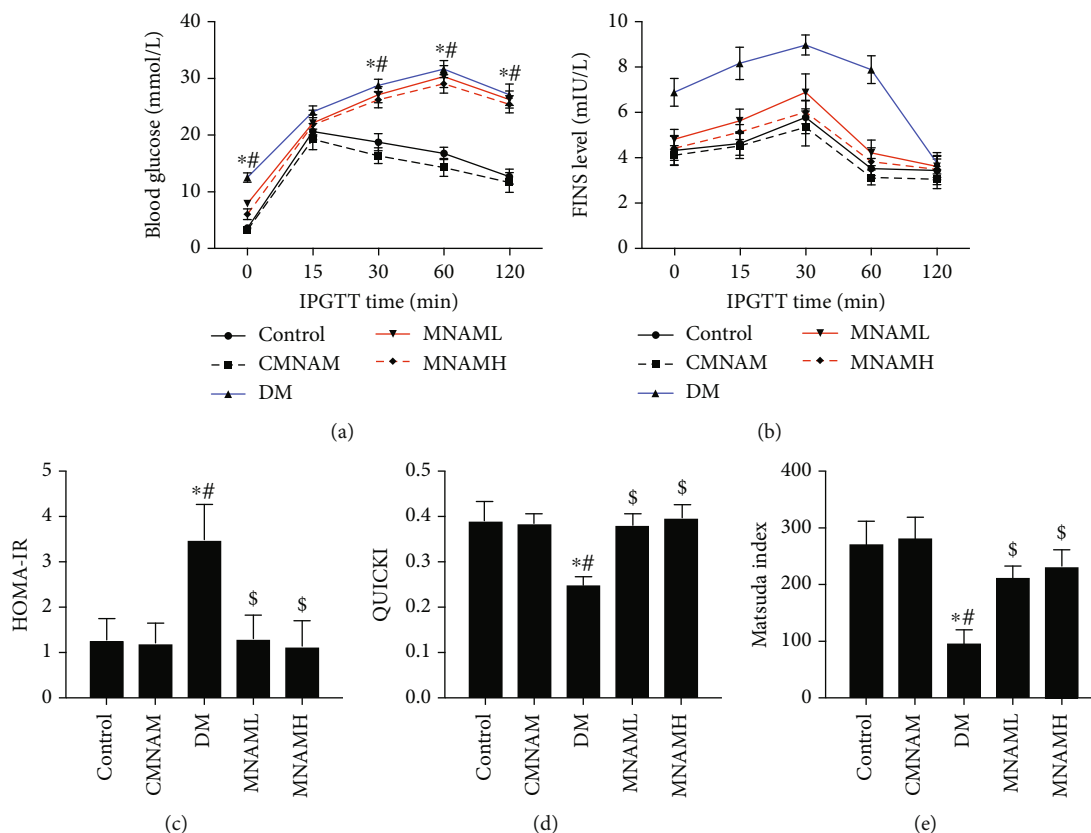 40
30
20
10
0
Blood glucose (mmol/L)
*#
*#
*#
*#
0 15 30 60 120
IPGTT time (min)
Control
CMNAM
DM
MNAML
MNAMH
(a)
10
8
6
4
2
0
FINS level (mIU/L)
0 15 30 60 120
IPGTT time (min)
Control
CMNAM
DM
MNAML
MNAMH
(b)
5
4
3
2
1
0
HOMA-IR
*#
$
$
Control
CMNAM
DM
MNAML
MNAMH
(c)
0.5
0.4
0.3
0.2
0.1
0.0
QUICKI
*#
$
$
Control
CMNAM
DM
MNAML
MNAMH
(d)
400
300
200
100
0
Matsuda index
*#
$
$
Control
CMNAM
DM
MNAML
MNAMH
(e)